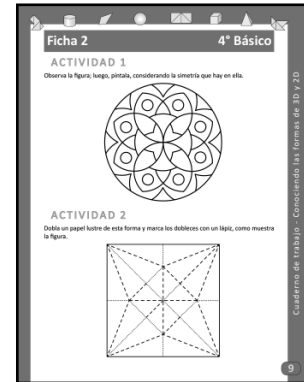 Ficha 2 4° Básico
ACTIVIDAD 1
Observa la figura; luego, píntala, considerando la simetría que hay en ella.
ACTIVIDAD 2
Dobla un papel lustre de esta forma y marca los dobleces con un lápiz, como muestra
la figura.
Cuaderno de trabajo - Conociendo las formas de 3D y 2D
9